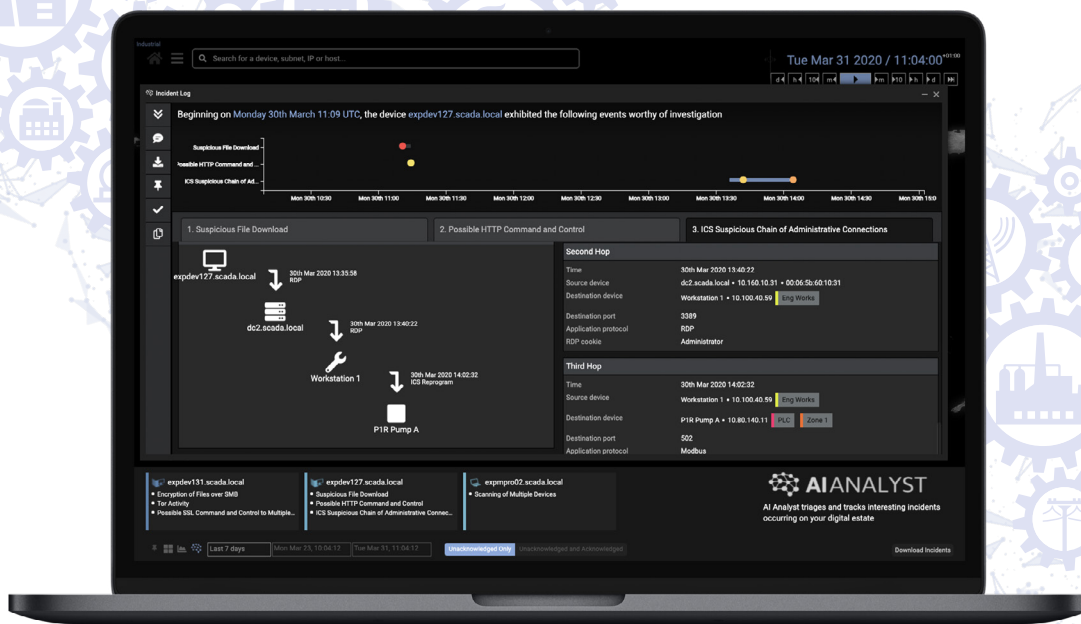 Industrial
Search for a device, subnet, IP or host...
Tue Mar 31 2020 / 11:04:00 +01:00
d h 10 m m 10 h d
Incident Log
Beginning on Monday 30th March 11:09 UTC, the device expdev127.scada.local exhibited the following events worthy of investigation
Suspicious File Download
Possible HTTP Command and ...
ICS Suspicious Chain of Ad...
Mon 30th 10:30 Mon 30th 11:00 Mon 30th 11:30 Mon 30th 12:00 Mon 30th 12:30 Mon 30th 13:00 Mon 30th 13:30 Mon 30th 14:00 Mon 30th 14:30 Mon 30th 15:0
1. Suspicious File Download
2. Possible HTTP Command and Control
3. ICS Suspicious Chain of Administrative Connections
expdev127.scada.local
30th Mar 2020 13:35:58
RDP
dc2.scada.local
30th Mar 2020 13:40:22
RDP
Workstation 1
30th Mar 2020 14:02:32
ICS Reprogram
P1R Pump A
Second Hop
Time 30th Mar 2020 13:40:22
Source device dc2.scada.local • 10.160.10.31 • 00:06:5b:60:10:31
Destination device Workstation 1 • 10.100.40.59 Eng Works
Destination port 3389
Application protocol RDP
RDP cookie Administrator
Third Hop
Time 30th Mar 2020 14:02:32
Source device Workstation 1 • 10.100.40.59 Eng Works
Destination device P1R Pump A • 10.80.140.11 PLC Zone 1
Destination port 502
Application protocol Modbus
expdev131.scada.local
• Encryption of Files over SMB
• Tor Activity
• Possible SSL Command and Control to Multiple...
expdev127.scada.local
• Suspicious File Download
• Possible HTTP Command and Control
• ICS Suspicious Chain of Administrative Connec...
expmpro02.scada.local
• Scanning of Multiple Devices
AIANALYST
AI Analyst triages and tracks interesting incidents
occurring on your digital estate
Last 7 days Mon Mar 23, 10:04:12 Tue Mar 31, 11:04:12 Unacknowledged Only Unacknowledged and Acknowledged Download Incidents